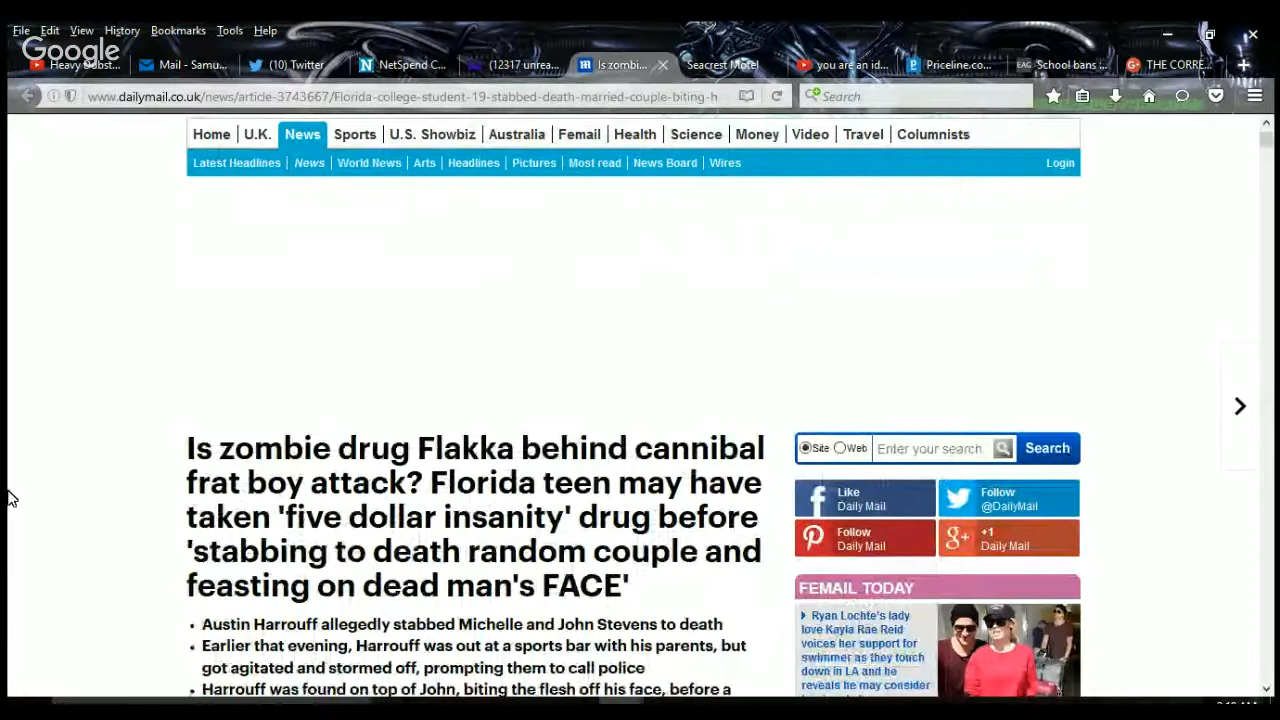 File Edit View History Bookmarks Tools Help
Google
Heavy Dubst... Mail - Samu... (10) Twitter NetSpend C... (12317 unrea... Is zombi... Seacrest Motel you are an id... Priceline.co... School bans ... THE CORRE...
www.dailymail.co.uk/news/article-3743667/Florida-college-student-19-stabbed-death-married-couple-biting-h Search
Home U.K. News Sports U.S. Showbiz Australia Femail Health Science Money Video Travel Columnists
Latest Headlines News World News Arts Headlines Pictures Most read News Board Wires Login
Is zombie drug Flakka behind cannibal
frat boy attack? Florida teen may have
taken 'five dollar insanity' drug before
'stabbing to death random couple and
feasting on dead man's FACE'
• Austin Harrouff allegedly stabbed Michelle and John Stevens to death
• Earlier that evening, Harrouff was out at a sports bar with his parents, but
got agitated and stormed off, prompting them to call police
• Harrouff was found on top of John, biting the flesh off his face, before a
Site Web Enter your search Search
Like
Daily Mail
Follow
@DailyMail
Follow
Daily Mail
+1
Daily Mail
FEMAIL TODAY
Ryan Lochte's lady
love Kayla Rae Reid
voices her support for
swimmer as they touch
down in LA and he
reveals he may consider